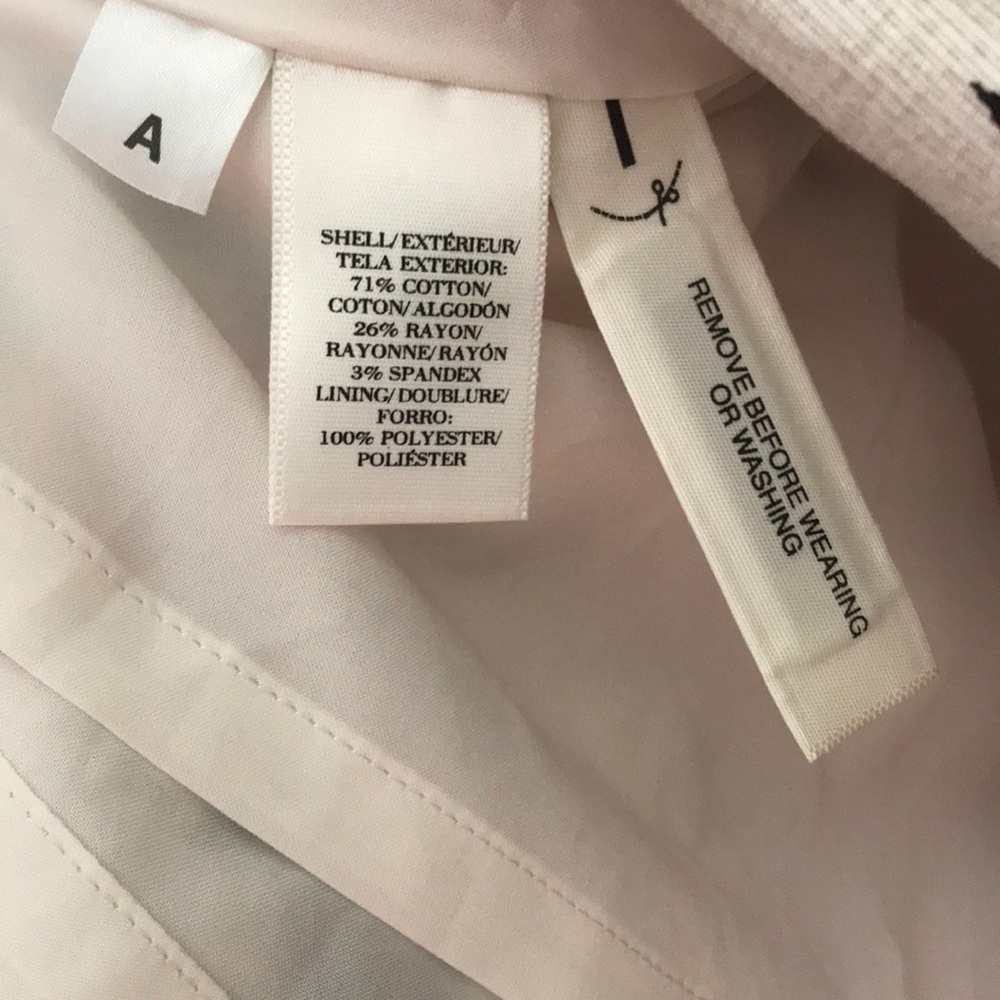 A
SHELL/EXTÉRIEUR/
TELA EXTERIOR:
71% COTTON/
COTON/ALGODÓN
26% RAYON/
RAYONNE/RAYÓN
3% SPANDEX
LINING/DOUBLURE/
FORRO:
100% POLYESTER/
POLIÉSTER
REMOVE BEFORE WEARING
OR WASHING